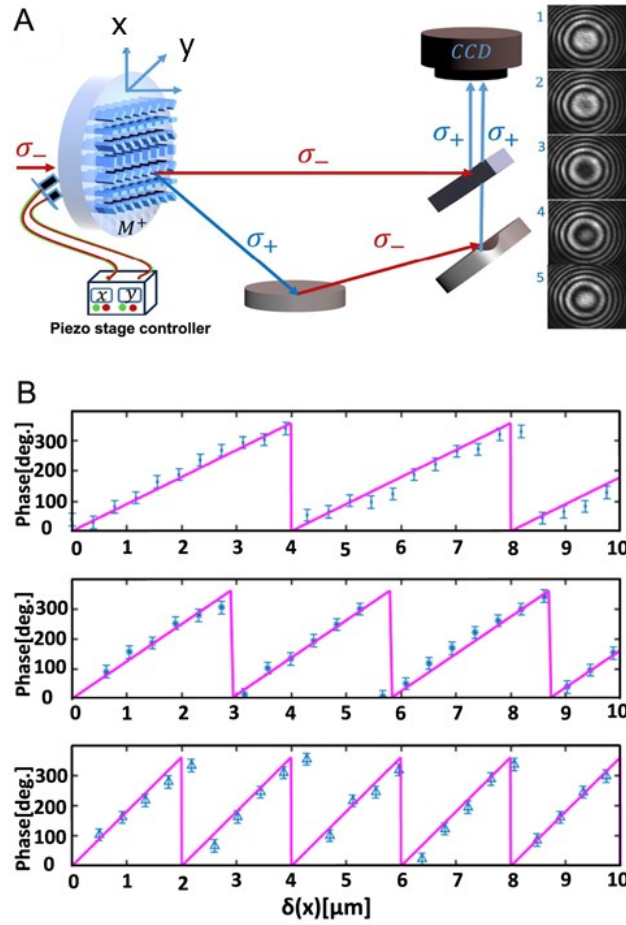 A
x
y
CCD
1
2
3
4
5
σ₋
σ₋
σ₊
σ₊
σ₊
σ₋
M⁺
x y
Piezo stage controller
B
Phase[deg.]
300
200
100
0
0 1 2 3 4 5 6 7 8 9 10
Phase[deg.]
300
200
100
0
0 1 2 3 4 5 6 7 8 9 10
Phase[deg.]
300
200
100
0
0 1 2 3 4 5 6 7 8 9 10
δ(x)[μm]